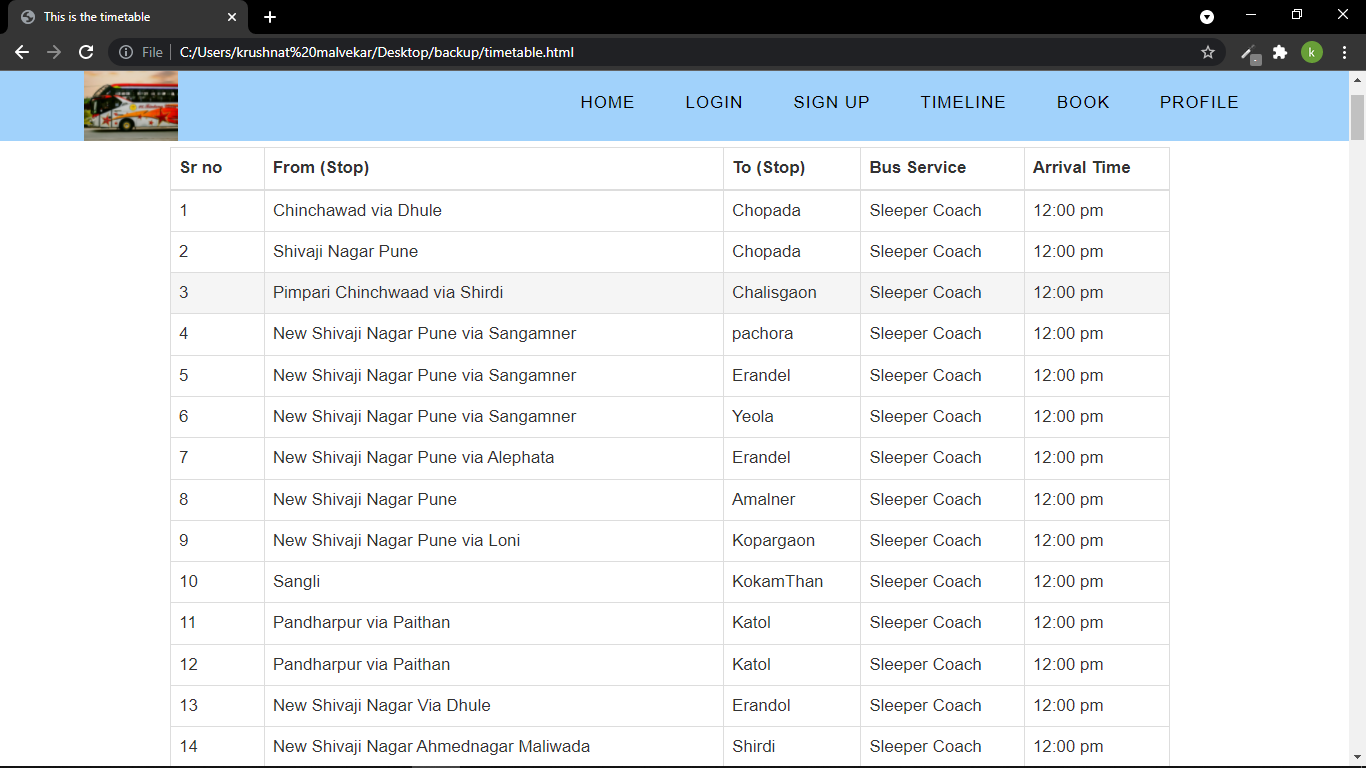 This is the timetable
File C:/Users/krushnat%20malvekar/Desktop/backup/timetable.html k
HOME LOGIN SIGN UP TIMELINE BOOK PROFILE
Sr no From (Stop) To (Stop) Bus Service Arrival Time
1 Chinchawad via Dhule Chopada Sleeper Coach 12:00 pm
2 Shivaji Nagar Pune Chopada Sleeper Coach 12:00 pm
3 Pimpari Chinchwaad via Shirdi Chalisgaon Sleeper Coach 12:00 pm
4 New Shivaji Nagar Pune via Sangamner pachora Sleeper Coach 12:00 pm
5 New Shivaji Nagar Pune via Sangamner Erandel Sleeper Coach 12:00 pm
6 New Shivaji Nagar Pune via Sangamner Yeola Sleeper Coach 12:00 pm
7 New Shivaji Nagar Pune via Alephata Erandel Sleeper Coach 12:00 pm
8 New Shivaji Nagar Pune Amalner Sleeper Coach 12:00 pm
9 New Shivaji Nagar Pune via Loni Kopargaon Sleeper Coach 12:00 pm
10 Sangli KokamThan Sleeper Coach 12:00 pm
11 Pandharpur via Paithan Katol Sleeper Coach 12:00 pm
12 Pandharpur via Paithan Katol Sleeper Coach 12:00 pm
13 New Shivaji Nagar Via Dhule Erandol Sleeper Coach 12:00 pm
14 New Shivaji Nagar Ahmednagar Maliwada Shirdi Sleeper Coach 12:00 pm